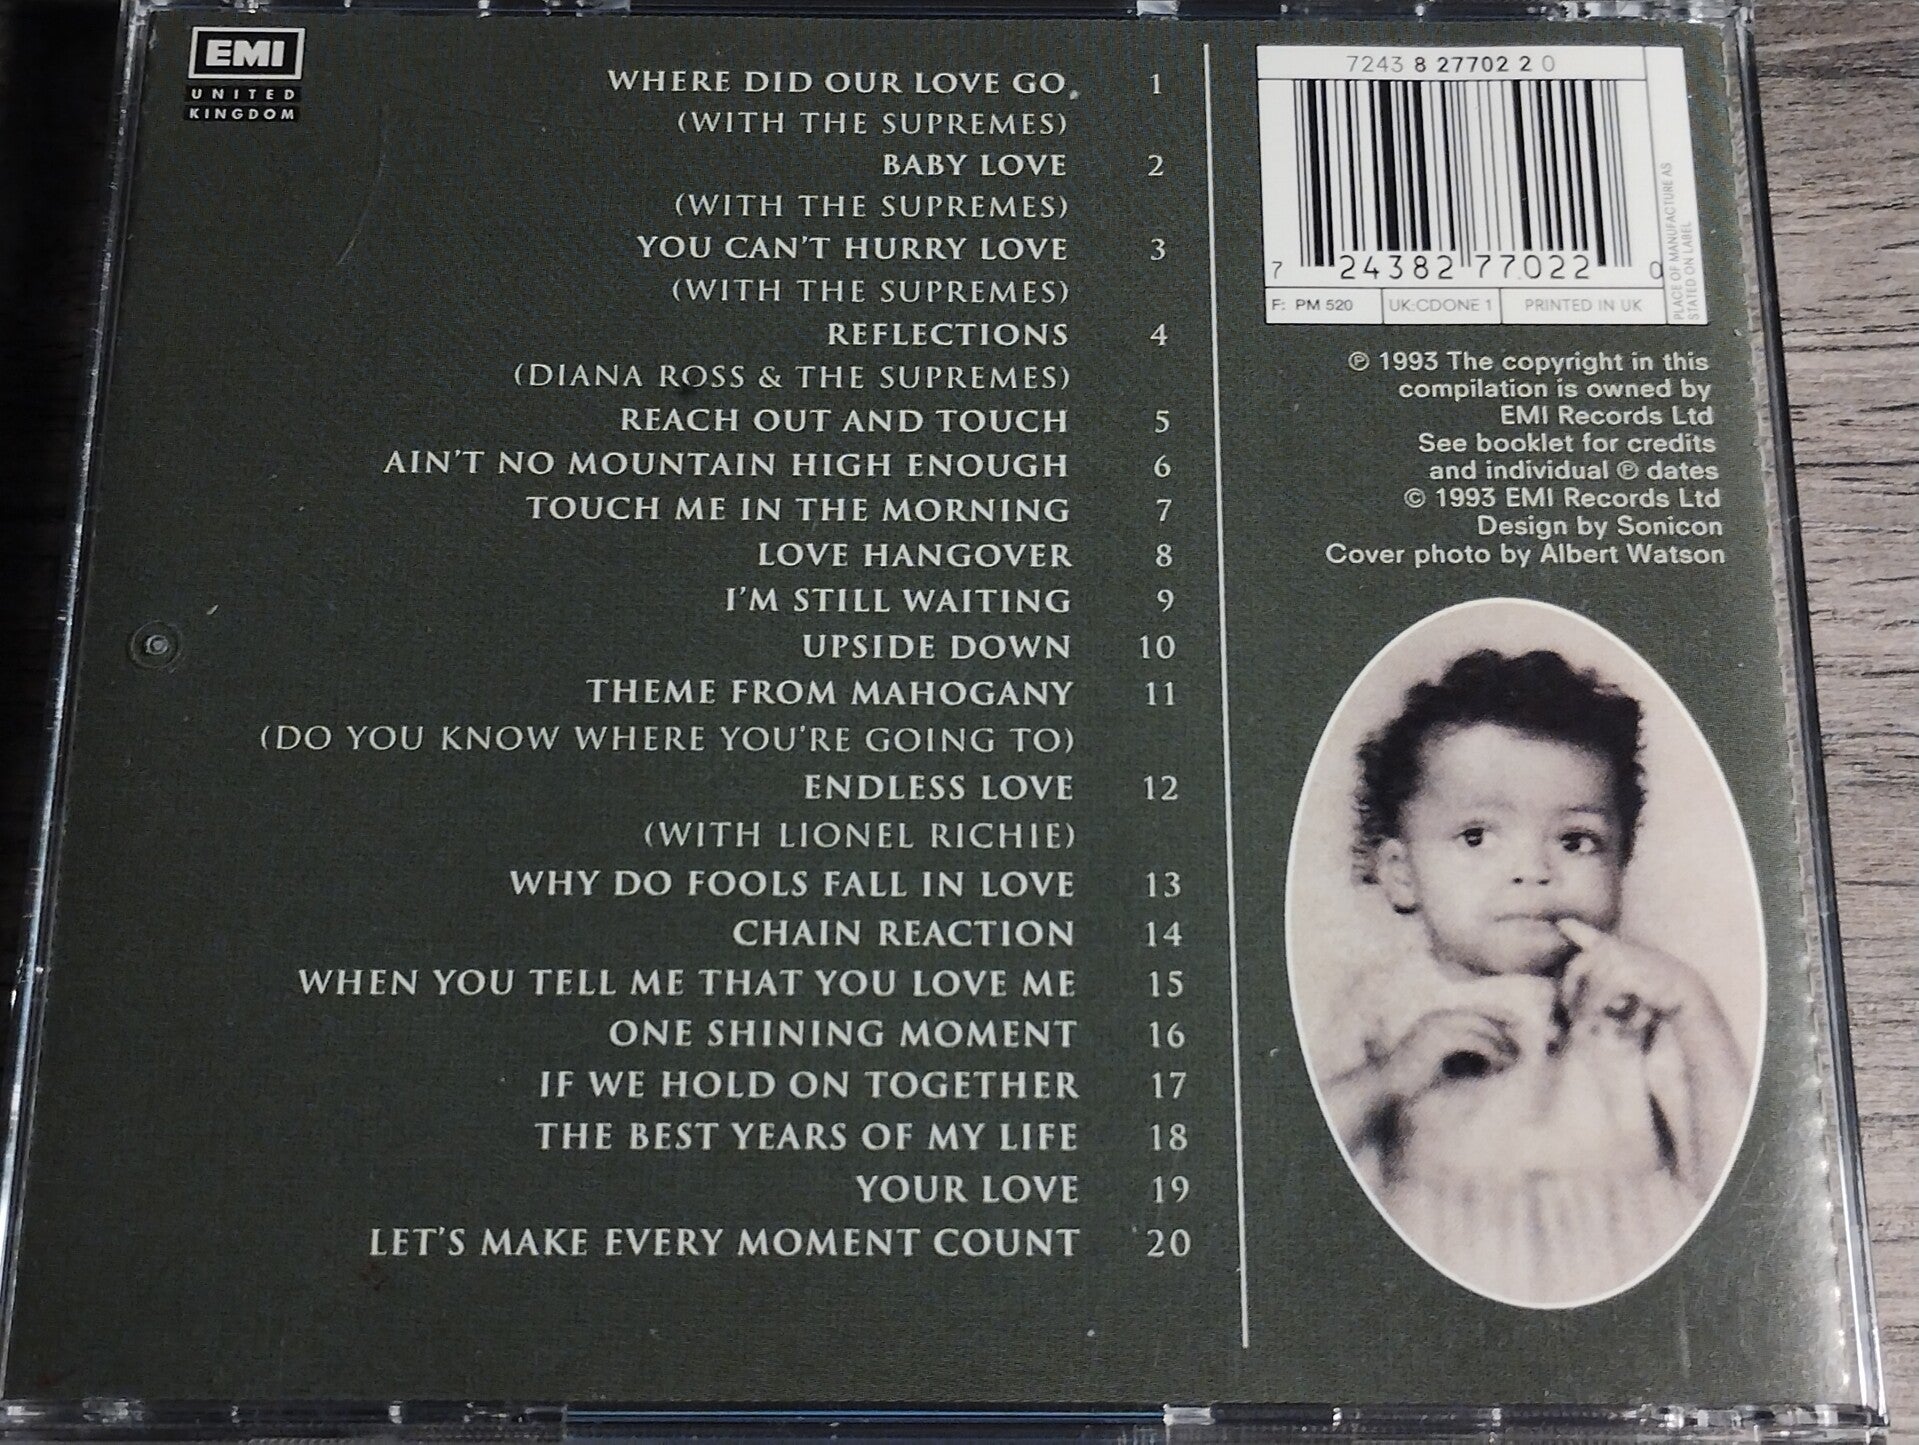 EMI
UNITED
KINGDOM
WHERE DID OUR LOVE GO 1
(WITH THE SUPREMES)
BABY LOVE 2
(WITH THE SUPREMES)
YOU CAN'T HURRY LOVE 3
(WITH THE SUPREMES)
REFLECTIONS 4
(DIANA ROSS & THE SUPREMES)
REACH OUT AND TOUCH 5
AIN'T NO MOUNTAIN HIGH ENOUGH 6
TOUCH ME IN THE MORNING 7
LOVE HANGOVER 8
I'M STILL WAITING 9
UPSIDE DOWN 10
THEME FROM MAHOGANY 11
(DO YOU KNOW WHERE YOU'RE GOING TO)
ENDLESS LOVE 12
(WITH LIONEL RICHIE)
WHY DO FOOLS FALL IN LOVE 13
CHAIN REACTION 14
WHEN YOU TELL ME THAT YOU LOVE ME 15
ONE SHINING MOMENT 16
IF WE HOLD ON TOGETHER 17
THE BEST YEARS OF MY LIFE 18
YOUR LOVE 19
LET'S MAKE EVERY MOMENT COUNT 20
7243 8 27702 2 0
7 24382 77022 0
F: PM 520 UK:CDONE 1 PRINTED IN UK
PLACE OF MANUFACTURE AS
STATED ON LABEL
℗ 1993 The copyright in this
compilation is owned by
EMI Records Ltd
See booklet for credits
and individual ℗ dates
© 1993 EMI Records Ltd
Design by Sonicon
Cover photo by Albert Watson